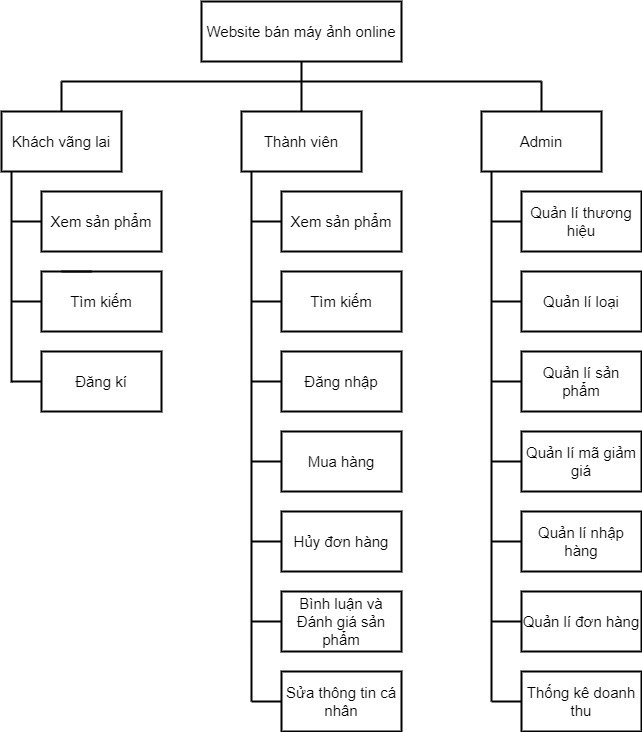 Website bán máy ảnh online
Khách vãng lai
Thành viên
Admin
Xem sản phẩm
Tìm kiếm
Đăng kí
Xem sản phẩm
Tìm kiếm
Đăng nhập
Mua hàng
Hủy đơn hàng
Bình luận và
Đánh giá sản
phẩm
Sửa thông tin cá
nhân
Quản lí thương
hiệu
Quản lí loại
Quản lí sản
phẩm
Quản lí mã giảm
giá
Quản lí nhập
hàng
Quản lí đơn hàng
Thống kê doanh
thu